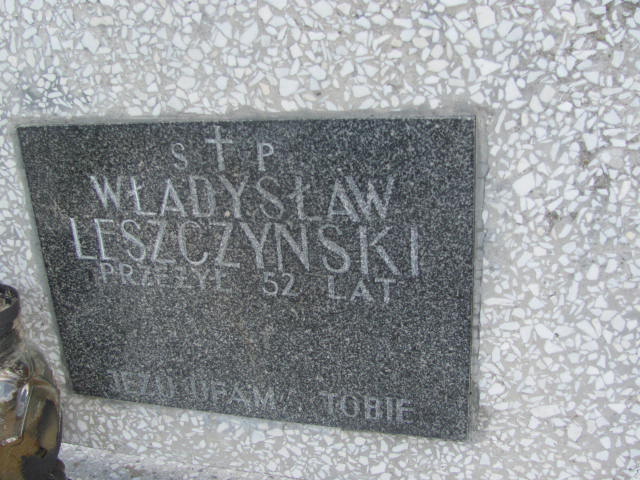 S † P
WŁADYSŁAW
LESZCZYŃSKI
PRZEŻYŁ 52 LAT
JEZU UFAM TOBIE